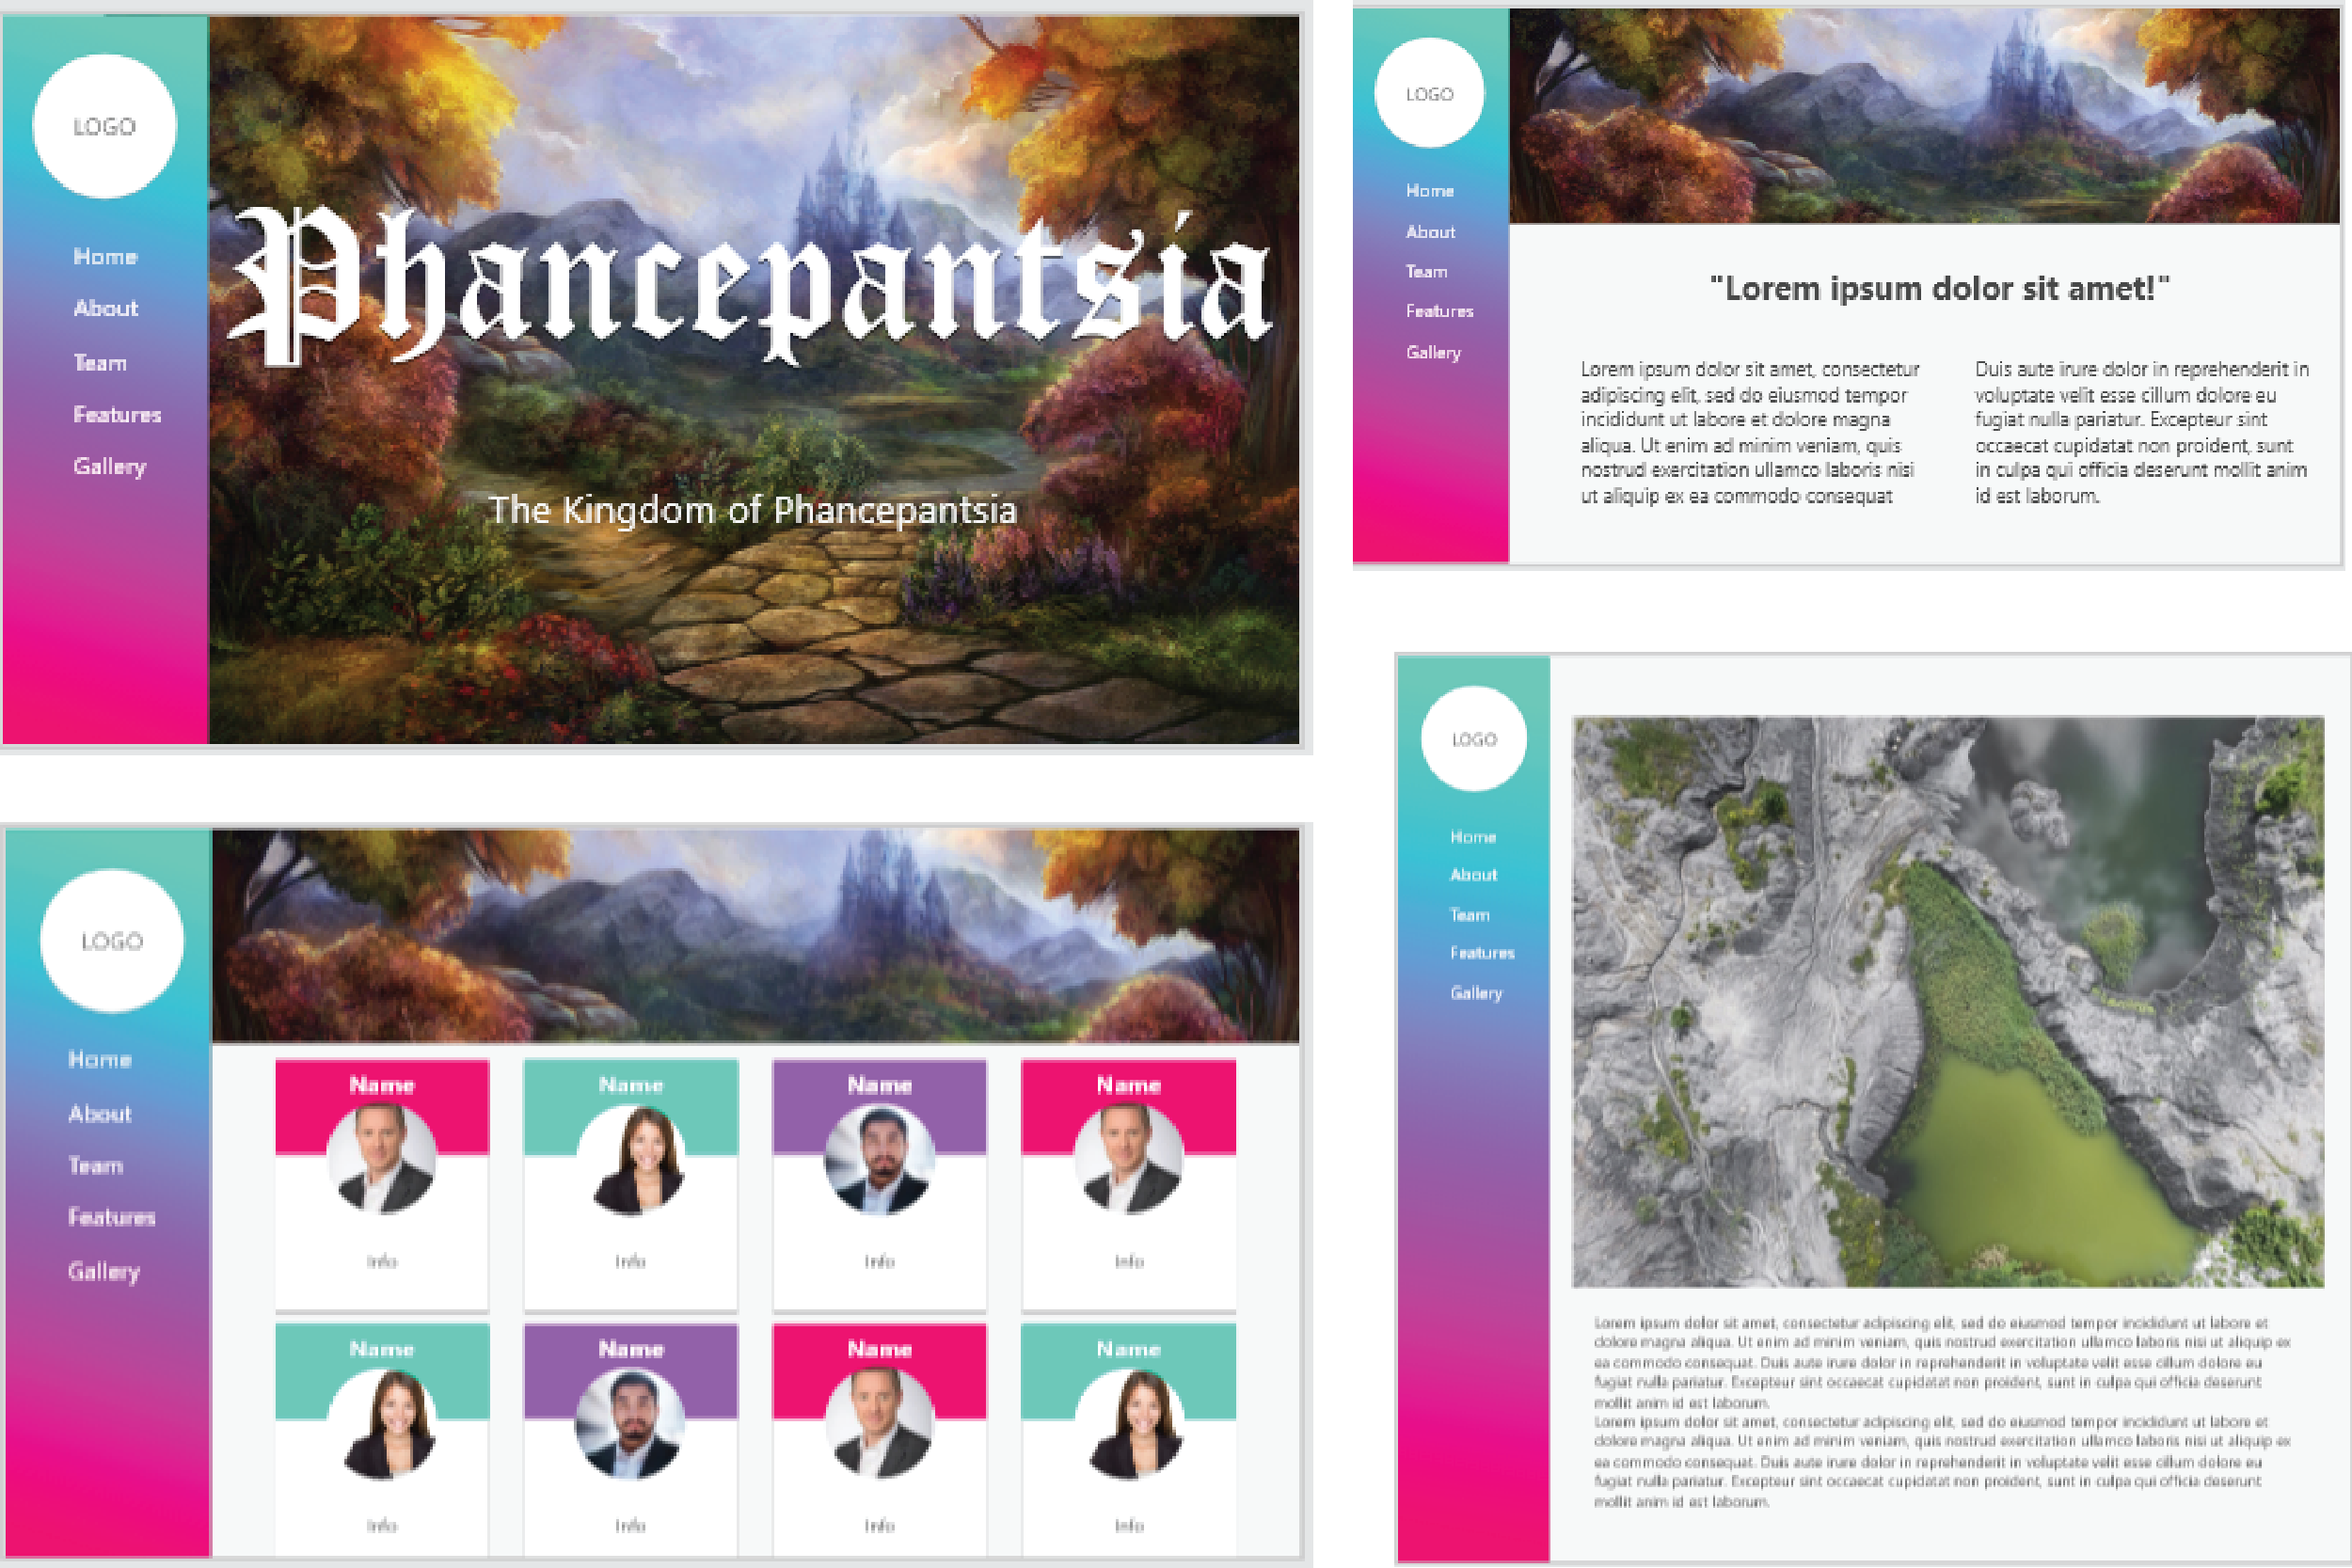 LOGO
Home
About
Team
Features
Gallery
Phancepantsia
The Kingdom of Phancepantsia
LOGO
Home
About
Team
Features
Gallery
"Lorem ipsum dolor sit amet!"
Lorem ipsum dolor sit amet, consectetur
adipiscing elit, sed do eiusmod tempor
incididunt ut labore et dolore magna
aliqua. Ut enim ad minim veniam, quis
nostrud exercitation ullamco laboris nisi
ut aliquip ex ea commodo consequat
Duis aute irure dolor in reprehenderit in
voluptate velit esse cillum dolore eu
fugiat nulla pariatur. Excepteur sint
occaecat cupidatat non proident, sunt
in culpa qui officia deserunt mollit anim
id est laborum.
LOGO
Home
About
Team
Features
Gallery
Name
Name
Name
Name
Info
Info
Info
Info
Name
Name
Name
Name
Info
Info
Info
Info
LOGO
Home
About
Team
Features
Gallery
Lorem ipsum dolor sit amet, consectetur adipiscing elit, sed do eiusmod tempor incididunt ut labore et
dolore magna aliqua. Ut enim ad minim veniam, quis nostrud exercitation ullamco laboris nisi ut aliquip ex
ea commodo consequat. Duis aute irure dolor in reprehenderit in voluptate velit esse cillum dolore eu
fugiat nulla pariatur. Excepteur sint occaecat cupidatat non proident, sunt in culpa qui officia deserunt
mollit anim id est laborum.
Lorem ipsum dolor sit amet, consectetur adipiscing elit, sed do eiusmod tempor incididunt ut labore et
dolore magna aliqua. Ut enim ad minim veniam, quis nostrud exercitation ullamco laboris nisi ut aliquip ex
ea commodo consequat. Duis aute irure dolor in reprehenderit in voluptate velit esse cillum dolore eu
fugiat nulla pariatur. Excepteur sint occaecat cupidatat non proident, sunt in culpa qui officia deserunt
mollit anim id est laborum.